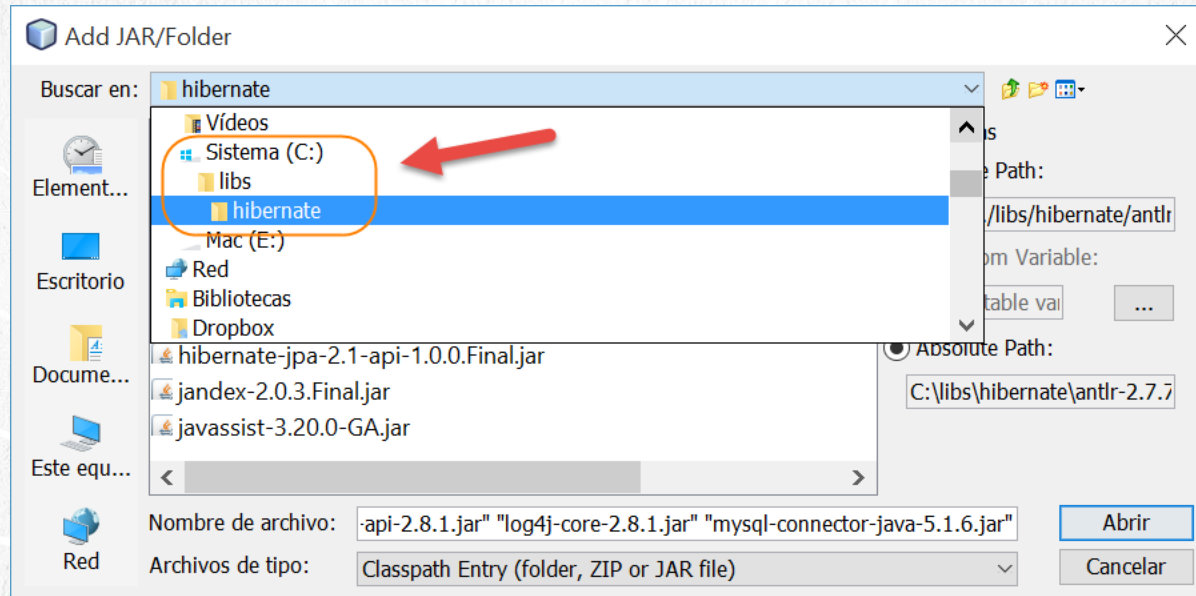 Add JAR/Folder
Buscar en:
hibernate
Vídeos
Sistema (C:)
libs
hibernate
Mac (E:)
Red
Bibliotecas
Dropbox
hibernate-jpa-2.1-api-1.0.0.Final.jar
jandex-2.0.3.Final.jar
javassist-3.20.0-GA.jar
Element...
Escritorio
Docume...
Este equ...
Red
Path:
/libs/hibernate/antlr
Variable:
...
Absolute Path:
C:\libs\hibernate\antlr-2.7.7
Nombre de archivo:
-api-2.8.1.jar" "log4j-core-2.8.1.jar" "mysql-connector-java-5.1.6.jar"
Abrir
Archivos de tipo:
Classpath Entry (folder, ZIP or JAR file)
Cancelar